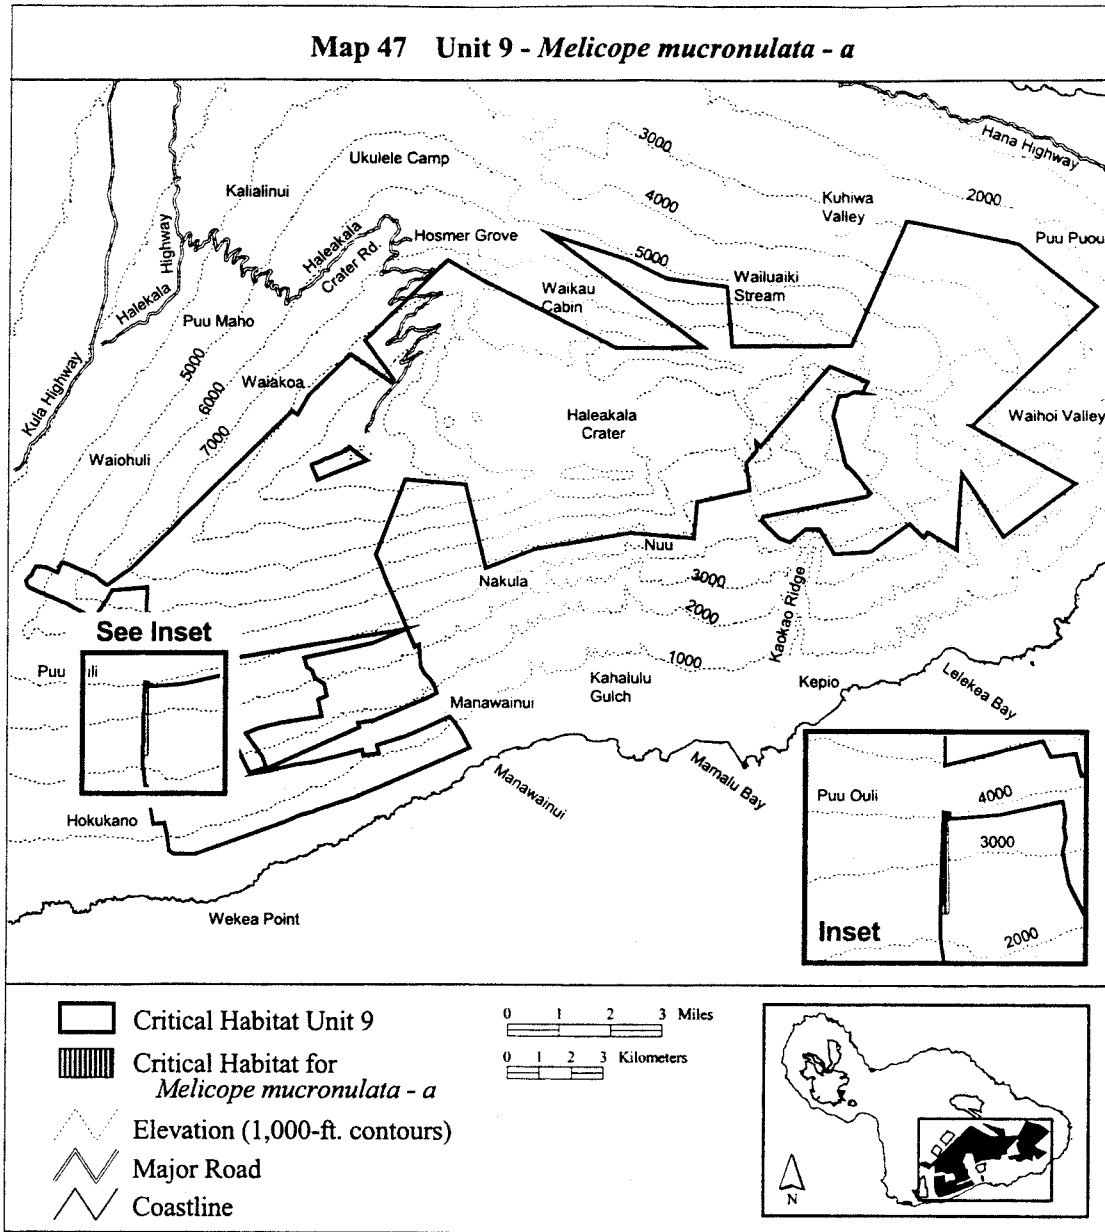 Map 47 Unit 9 - Melicope mucronulata - a
3000
Hana Highway
Ukulele Camp
Kalialinui
4000
2000
Kuhiwa
Valley
Haleakala
Crater Rd.
Hosmer Grove
Puu Puou
Halekala
Highway
5000
Wailuaiki
Stream
Waikau
Cabin
Puu Maho
5000
6000
7000
Kula Highway
Waiakoa
Haleakala
Crater
Waihoi Valley
Waiohuli
Nuu
Nakula
3000
2000
1000
Kaokao Ridge
See Inset
Puu
ili
Kahalulu
Gulch
Kepio
Lelekea Bay
Manawainui
Mamalu Bay
Manawainui
Hokukano
Wekea Point
Puu Ouli
4000
3000
2000
Inset
Critical Habitat Unit 9
Critical Habitat for
Melicope mucronulata - a
Elevation (1,000-ft. contours)
Major Road
Coastline
0 1 2 3 Miles
0 1 2 3 Kilometers
N